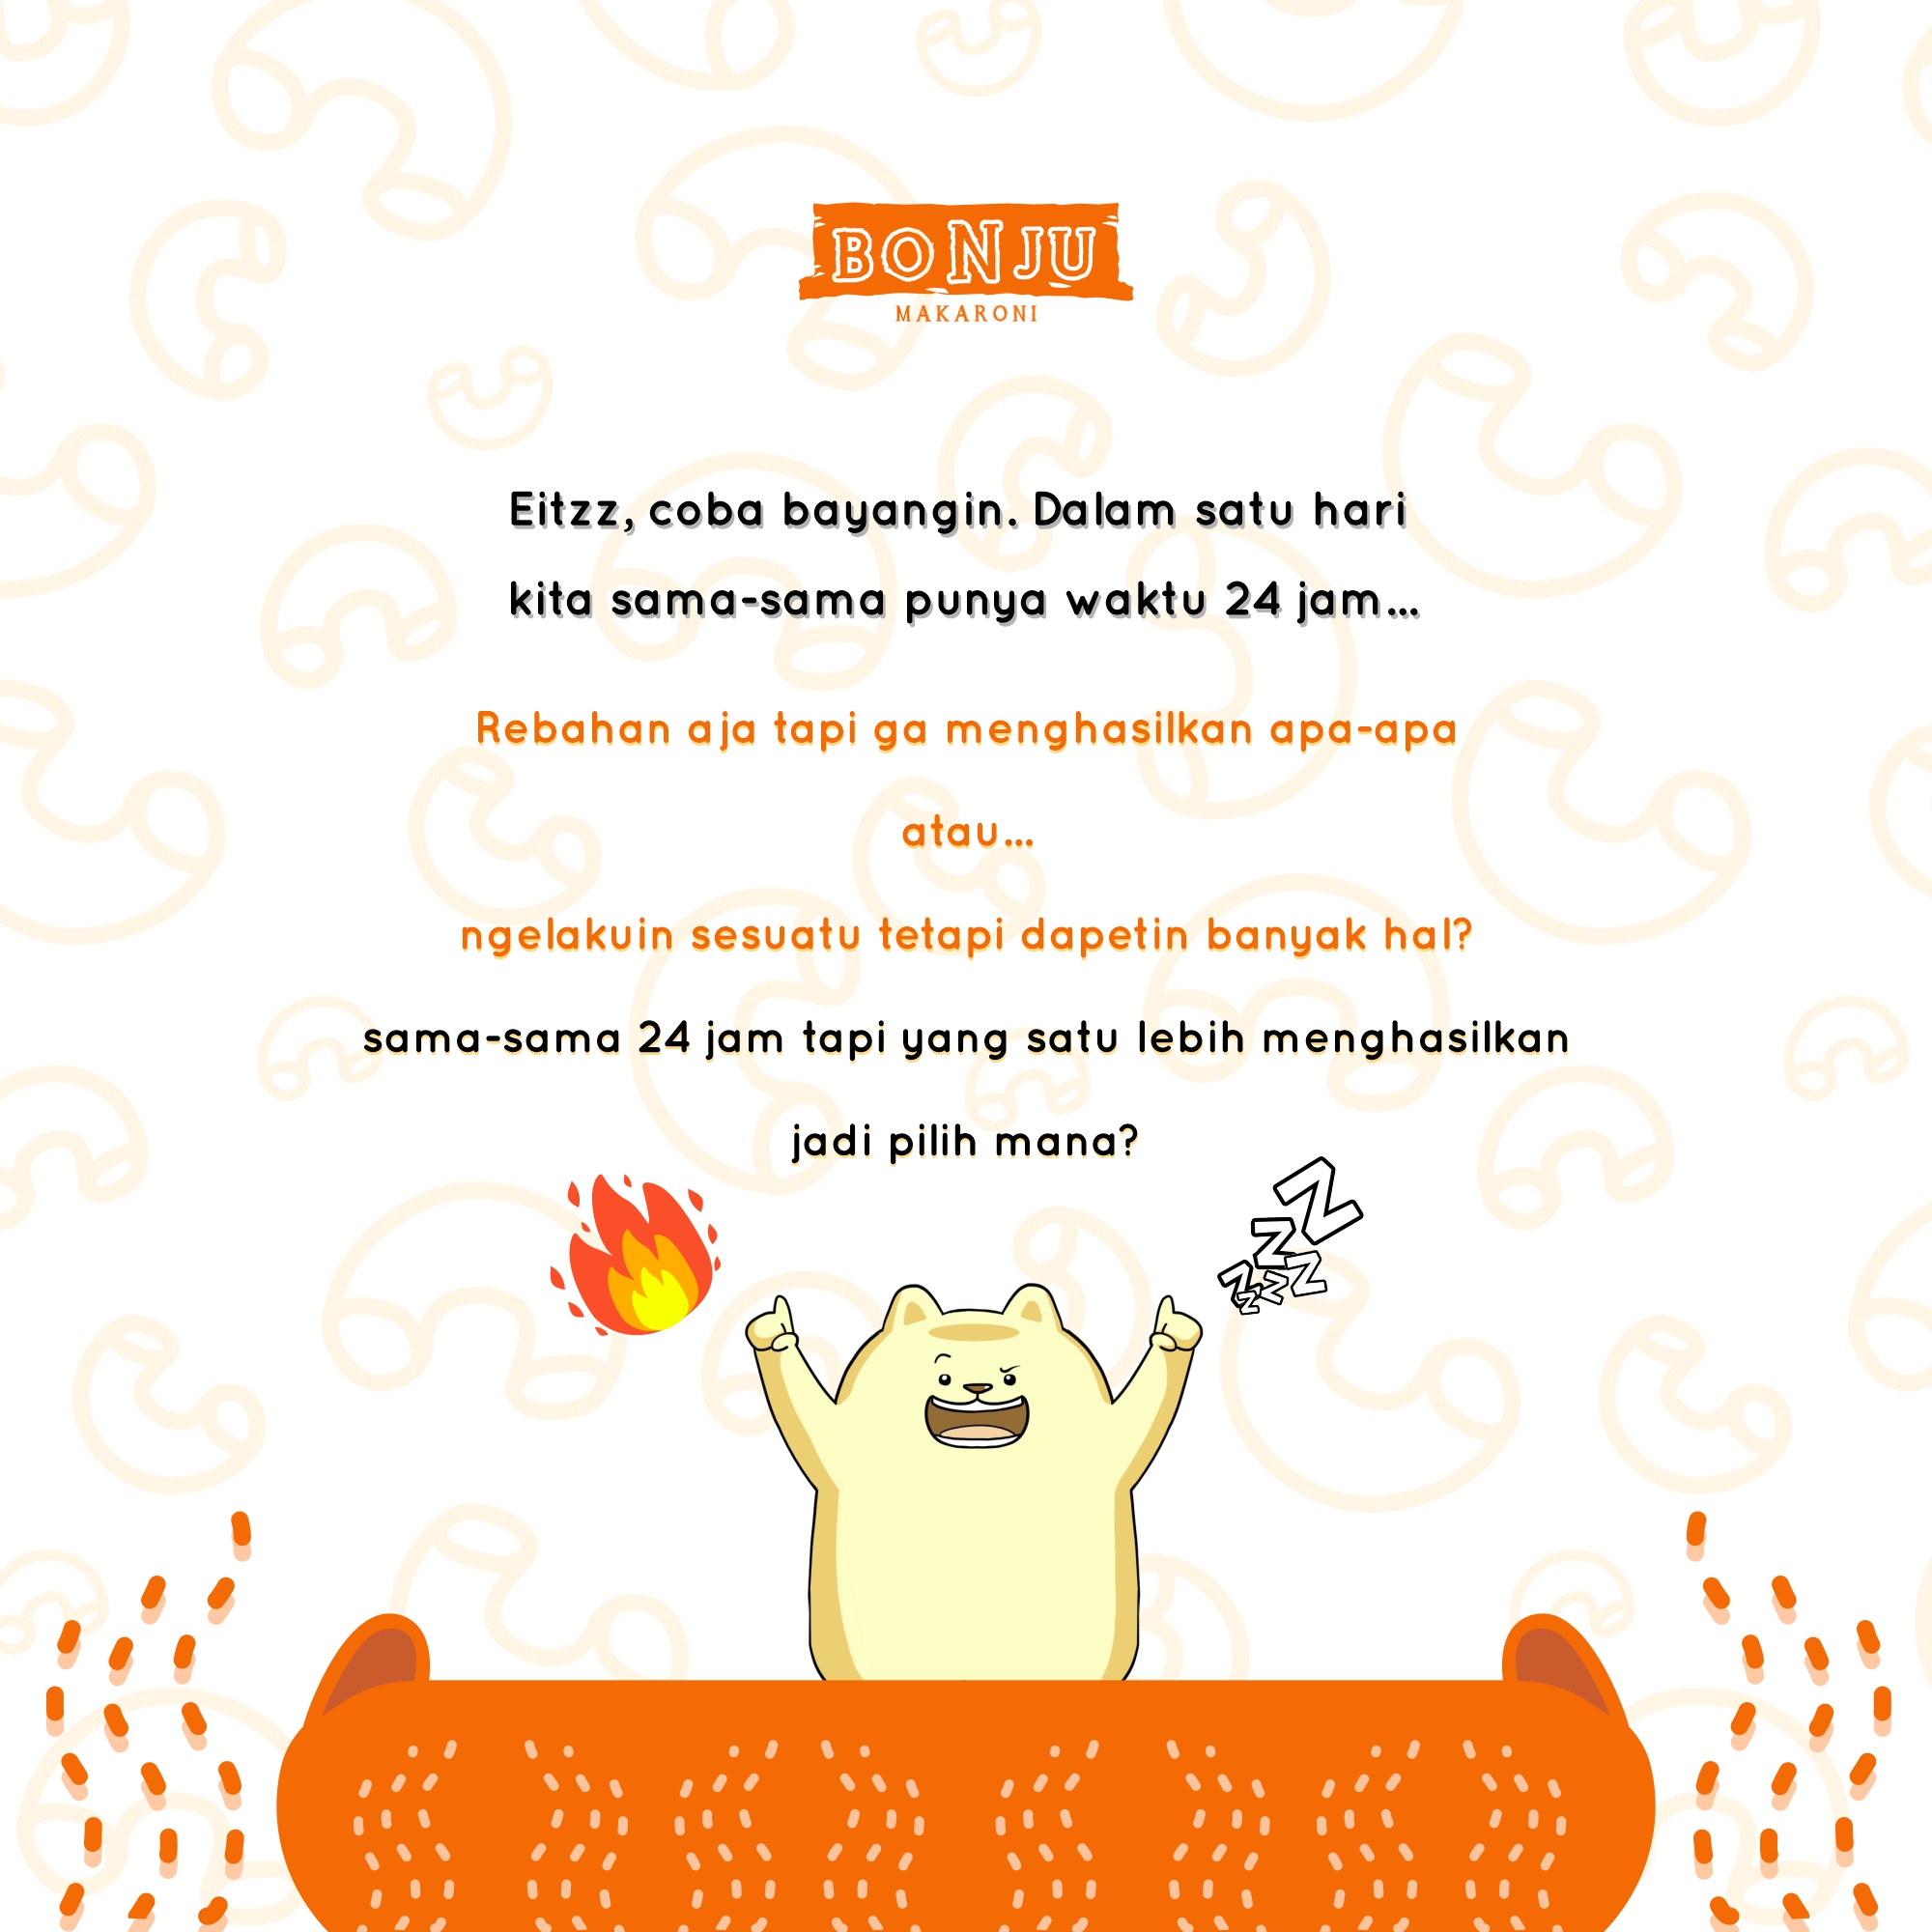 BONJU
MAKARONI
Eitzz, coba bayangin. Dalam satu hari
kita sama-sama punya waktu 24 jam...
Rebahan aja tapi ga menghasilkan apa-apa
atau...
ngelakuin sesuatu tetapi dapetin banyak hal?
sama-sama 24 jam tapi yang satu lebih menghasilkan
jadi pilih mana?
Z
Z
Z
Z
Z
Z